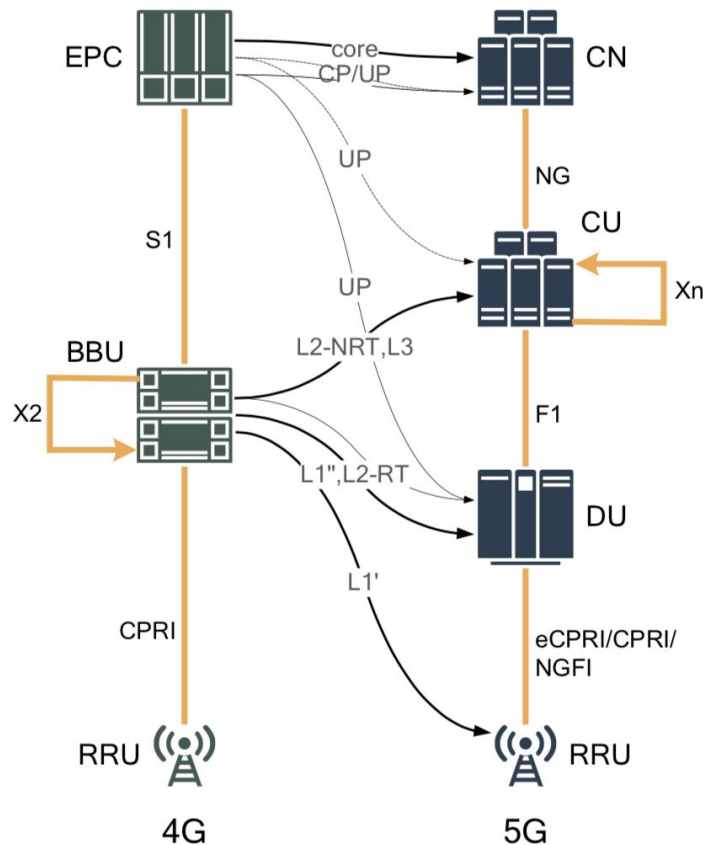 EPC
core
CN
CP/UP
UP
NG
CU
S1
UP
Xn
BBU
L2-NRT,L3
X2
F1
L1",L2-RT
DU
L1'
CPRI
eCPRI/CPRI/
NGFI
RRU
RRU
4G
5G